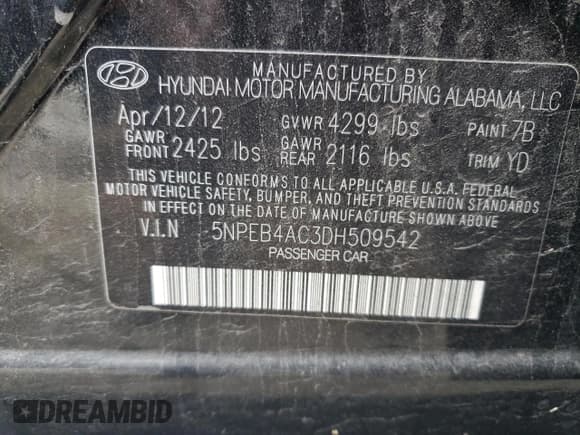 MANUFACTURED BY
HYUNDAI MOTOR MANUFACTURING ALABAMA, LLC
Apr/12/12 GVWR 4299 lbs PAINT 7B
GAWR FRONT 2425 lbs GAWR REAR 2116 lbs TRIM YD
THIS VEHICLE CONFORMS TO ALL APPLICABLE U.S.A. FEDERAL
MOTOR VEHICLE SAFETY, BUMPER, AND THEFT PREVENTION STANDARDS
IN EFFECT ON THE DATE OF MANUFACTURE SHOWN ABOVE.
V.I.N 5NPEB4AC3DH509542
PASSENGER CAR
DREAMBID